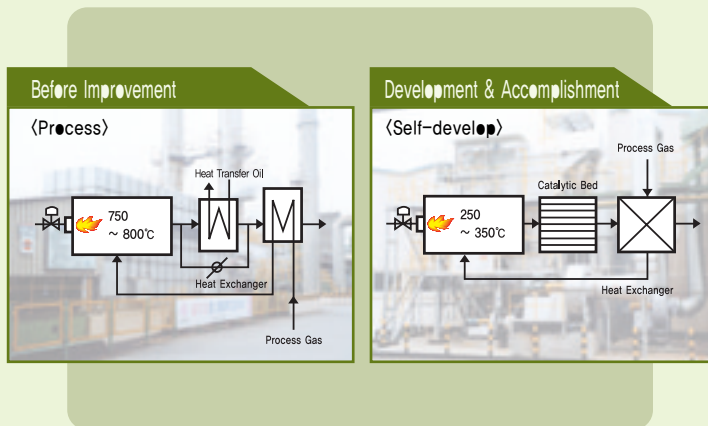 Before Improvement
〈Process〉
Heat Transfer Oil
750
~ 800℃
Heat Exchanger
Process Gas
Development & Accomplishment
〈Self-develop〉
Process Gas
Catalytic Bed
250
~ 350℃
Heat Exchanger